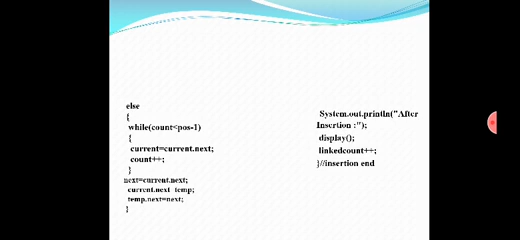 else
{
while(count<pos-1)
{
current=current.next;
count++;
}
next=current.next;
current.next=temp;
temp.next=next;
}
System.out.println("After
Insertion :");
display();
linkedcount++;
}//insertion end